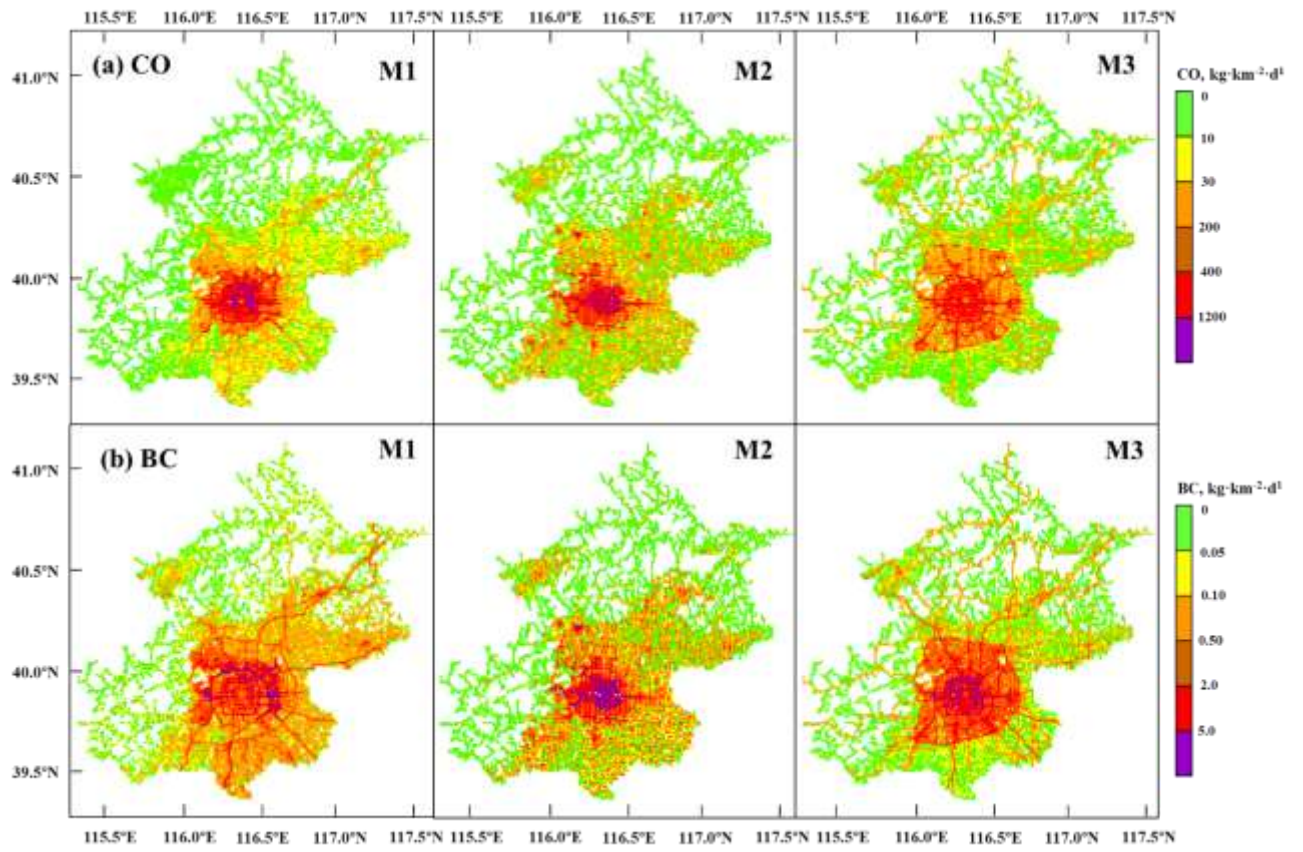 115.5°E 116.0°E 116.5°E 117.0°E 117.5°E 115.5°E 116.0°E 116.5°E 117.0°E 117.5°E 115.5°E 116.0°E 116.5°E 117.0°E 117.5°E
(a) CO M1 M2 M3
CO, kg·km⁻²·d¹
0
10
30
200
400
1200
41.0°N
40.5°N
40.0°N
39.5°N
(b) BC M1 M2 M3
BC, kg·km⁻²·d¹
0
0.05
0.10
0.50
2.0
5.0
41.0°N
40.5°N
40.0°N
39.5°N
115.5°E 116.0°E 116.5°E 117.0°E 117.5°E 115.5°E 116.0°E 116.5°E 117.0°E 117.5°E 115.5°E 116.0°E 116.5°E 117.0°E 117.5°E